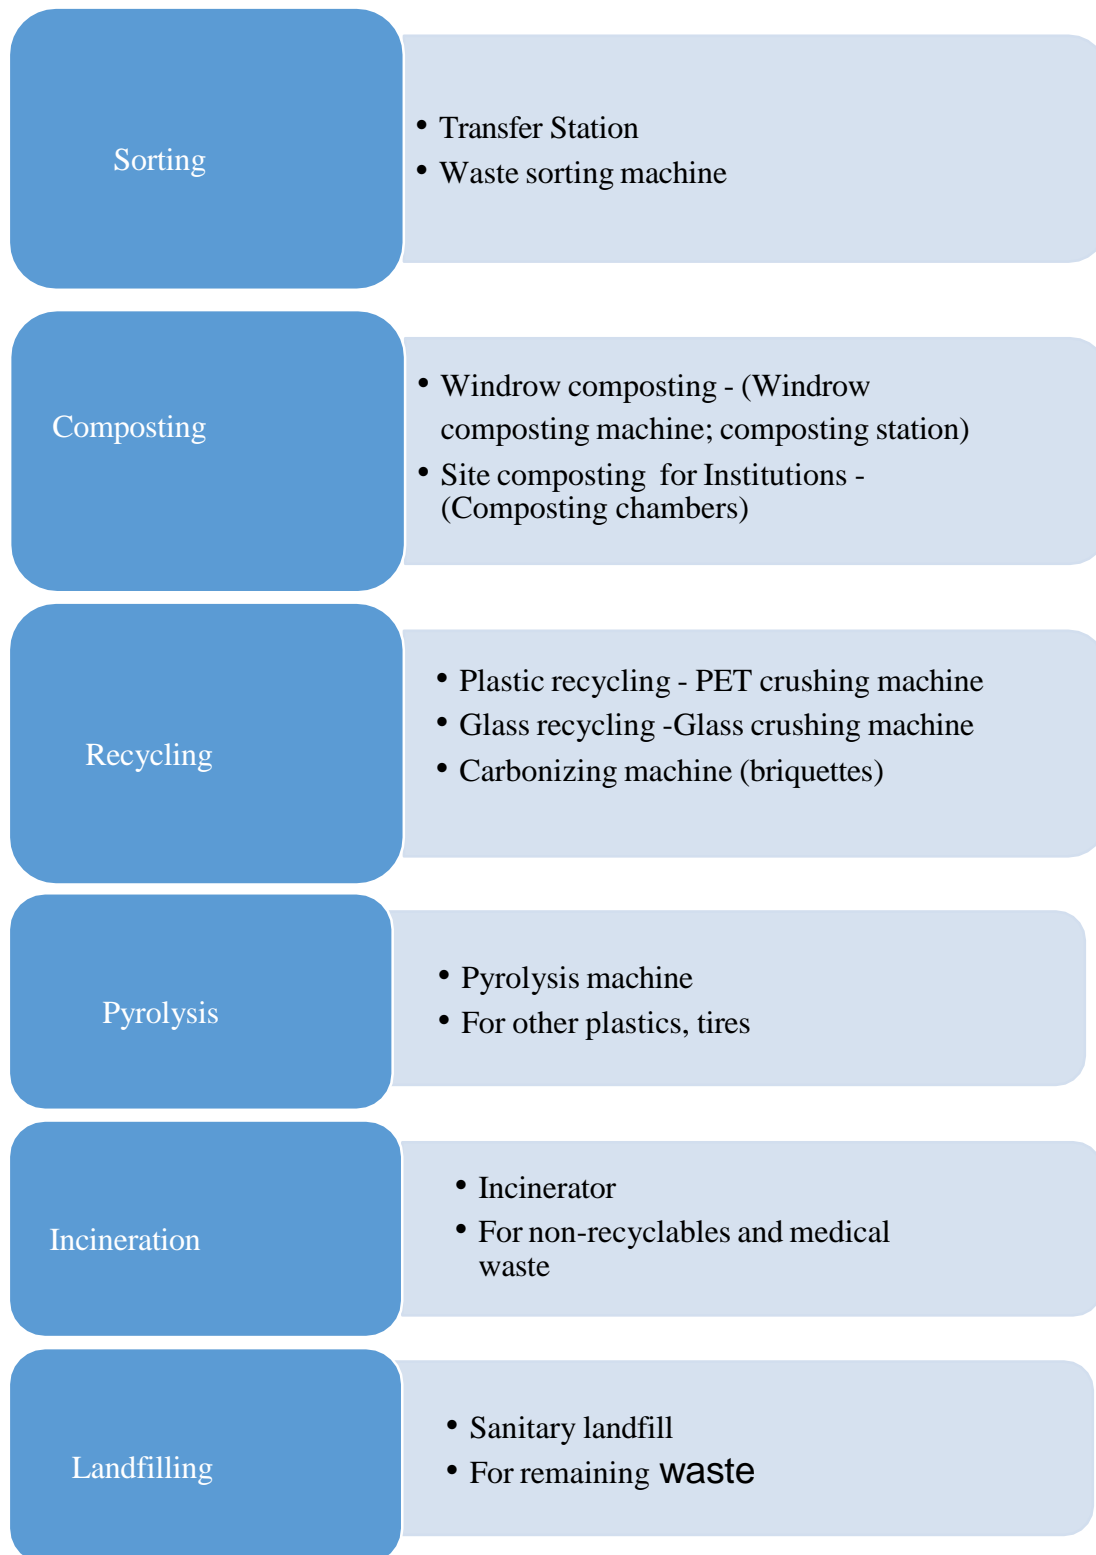 Sorting
• Transfer Station
• Waste sorting machine
Composting
• Windrow composting - (Windrow
composting machine; composting station)
• Site composting  for Institutions -
(Composting chambers)
Recycling
• Plastic recycling - PET crushing machine
• Glass recycling -Glass crushing machine
• Carbonizing machine (briquettes)
Pyrolysis
• Pyrolysis machine
• For other plastics, tires
Incineration
• Incinerator
• For non-recyclables and medical
waste
Landfilling
• Sanitary landfill
• For remaining waste